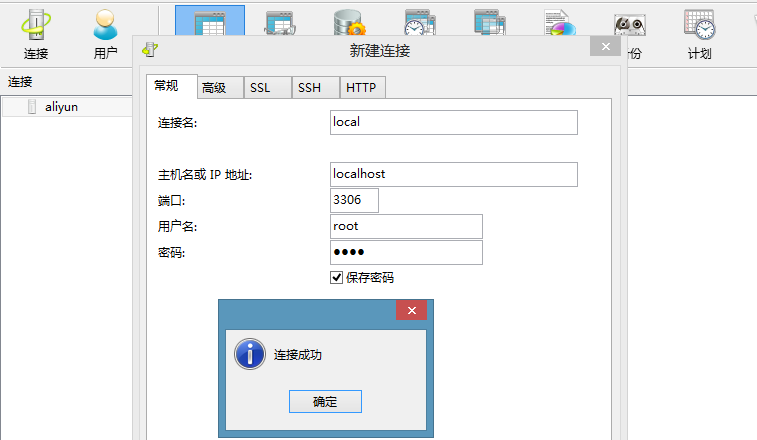 连接
用户
份
计划
连接
aliyun
新建连接
常规
高级
SSL
SSH
HTTP
连接名:
local
主机名或 IP 地址:
localhost
端口:
3306
用户名:
root
密码:
●●●●
保存密码
连接成功
确定